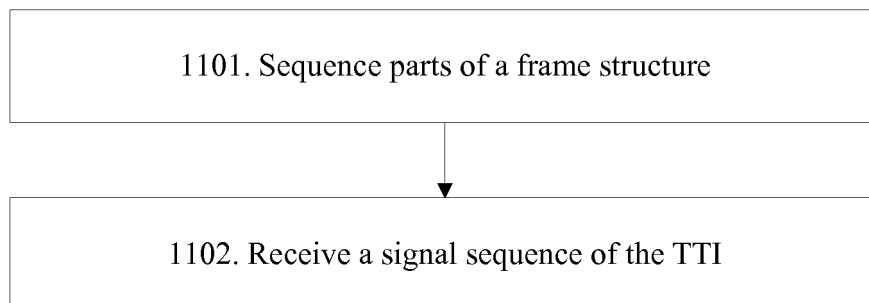 1101. Sequence parts of a frame structure
1102. Receive a signal sequence of the TTI